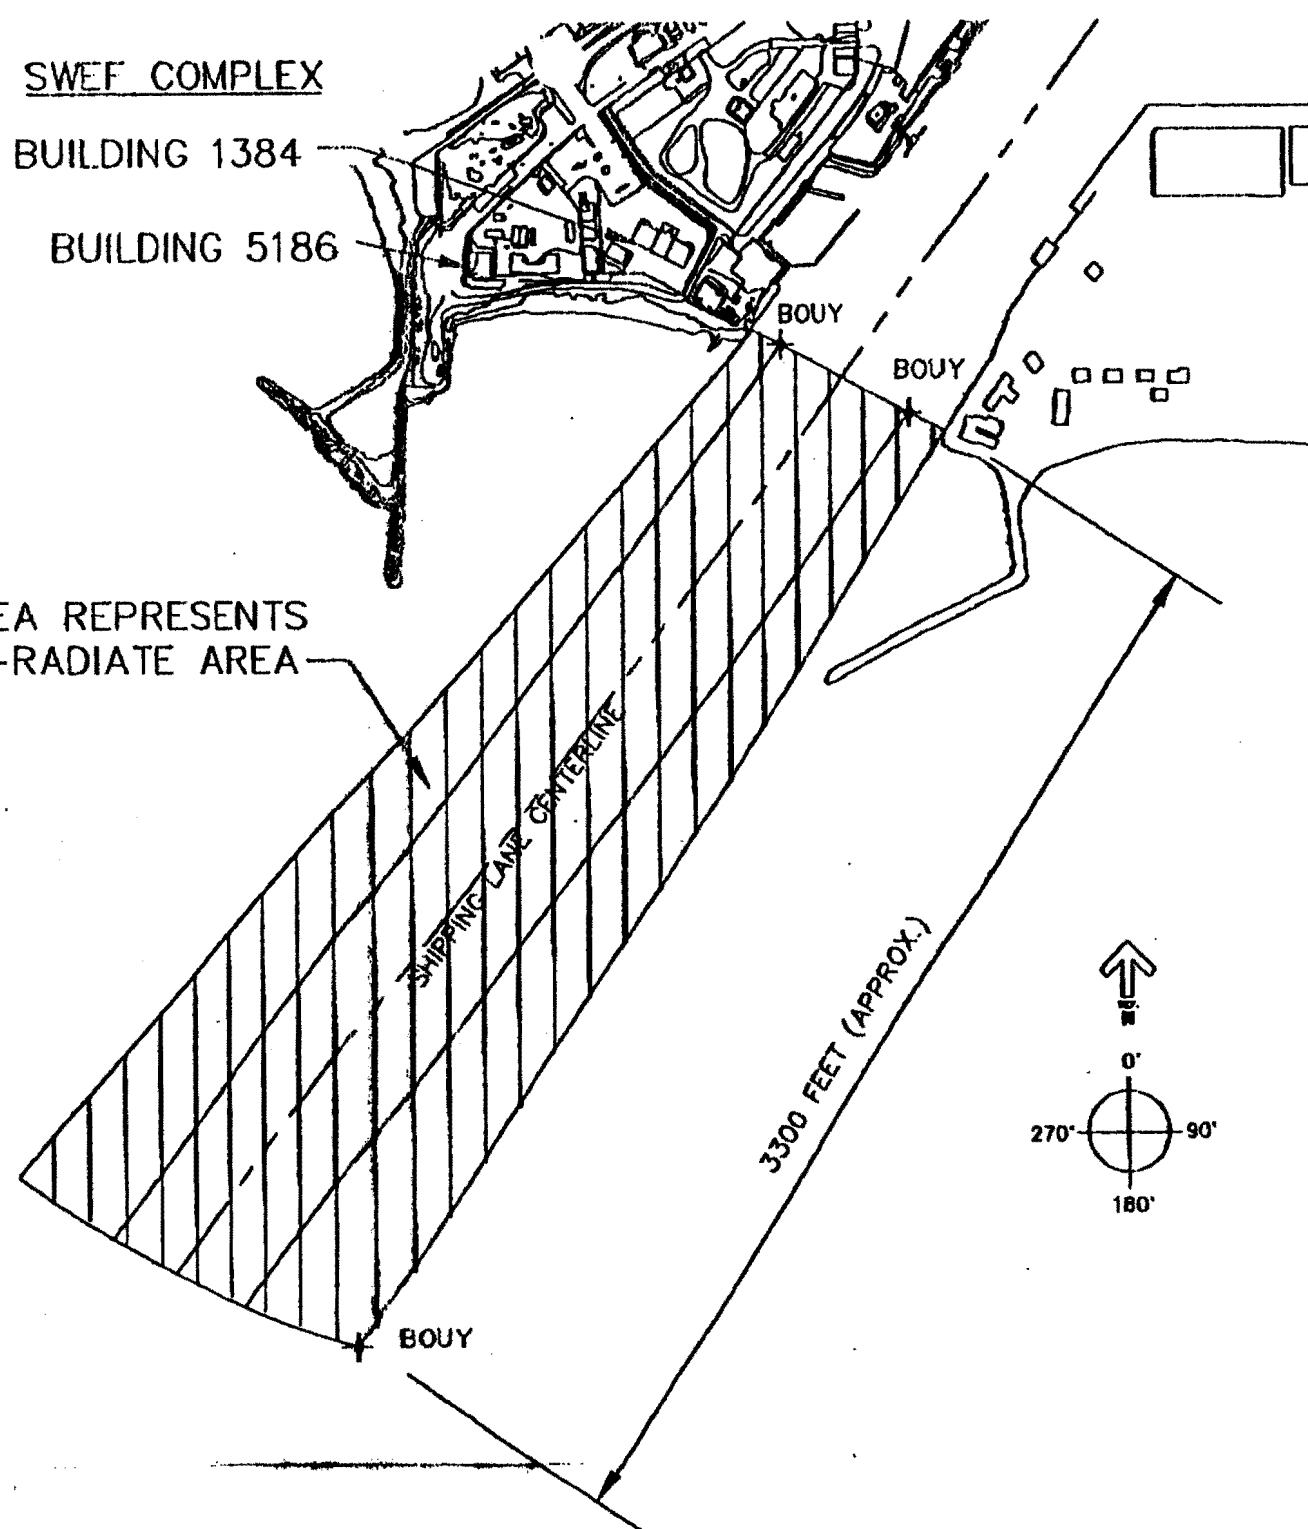 SWEF COMPLEX
BUILDING 1384
BUILDING 5186
BOUY
BOUY
EA REPRESENTS
-RADIATE AREA
SHIPPING LANE CENTERLINE
3300 FEET (APPROX.)
0'
270'
90'
180'
BOUY